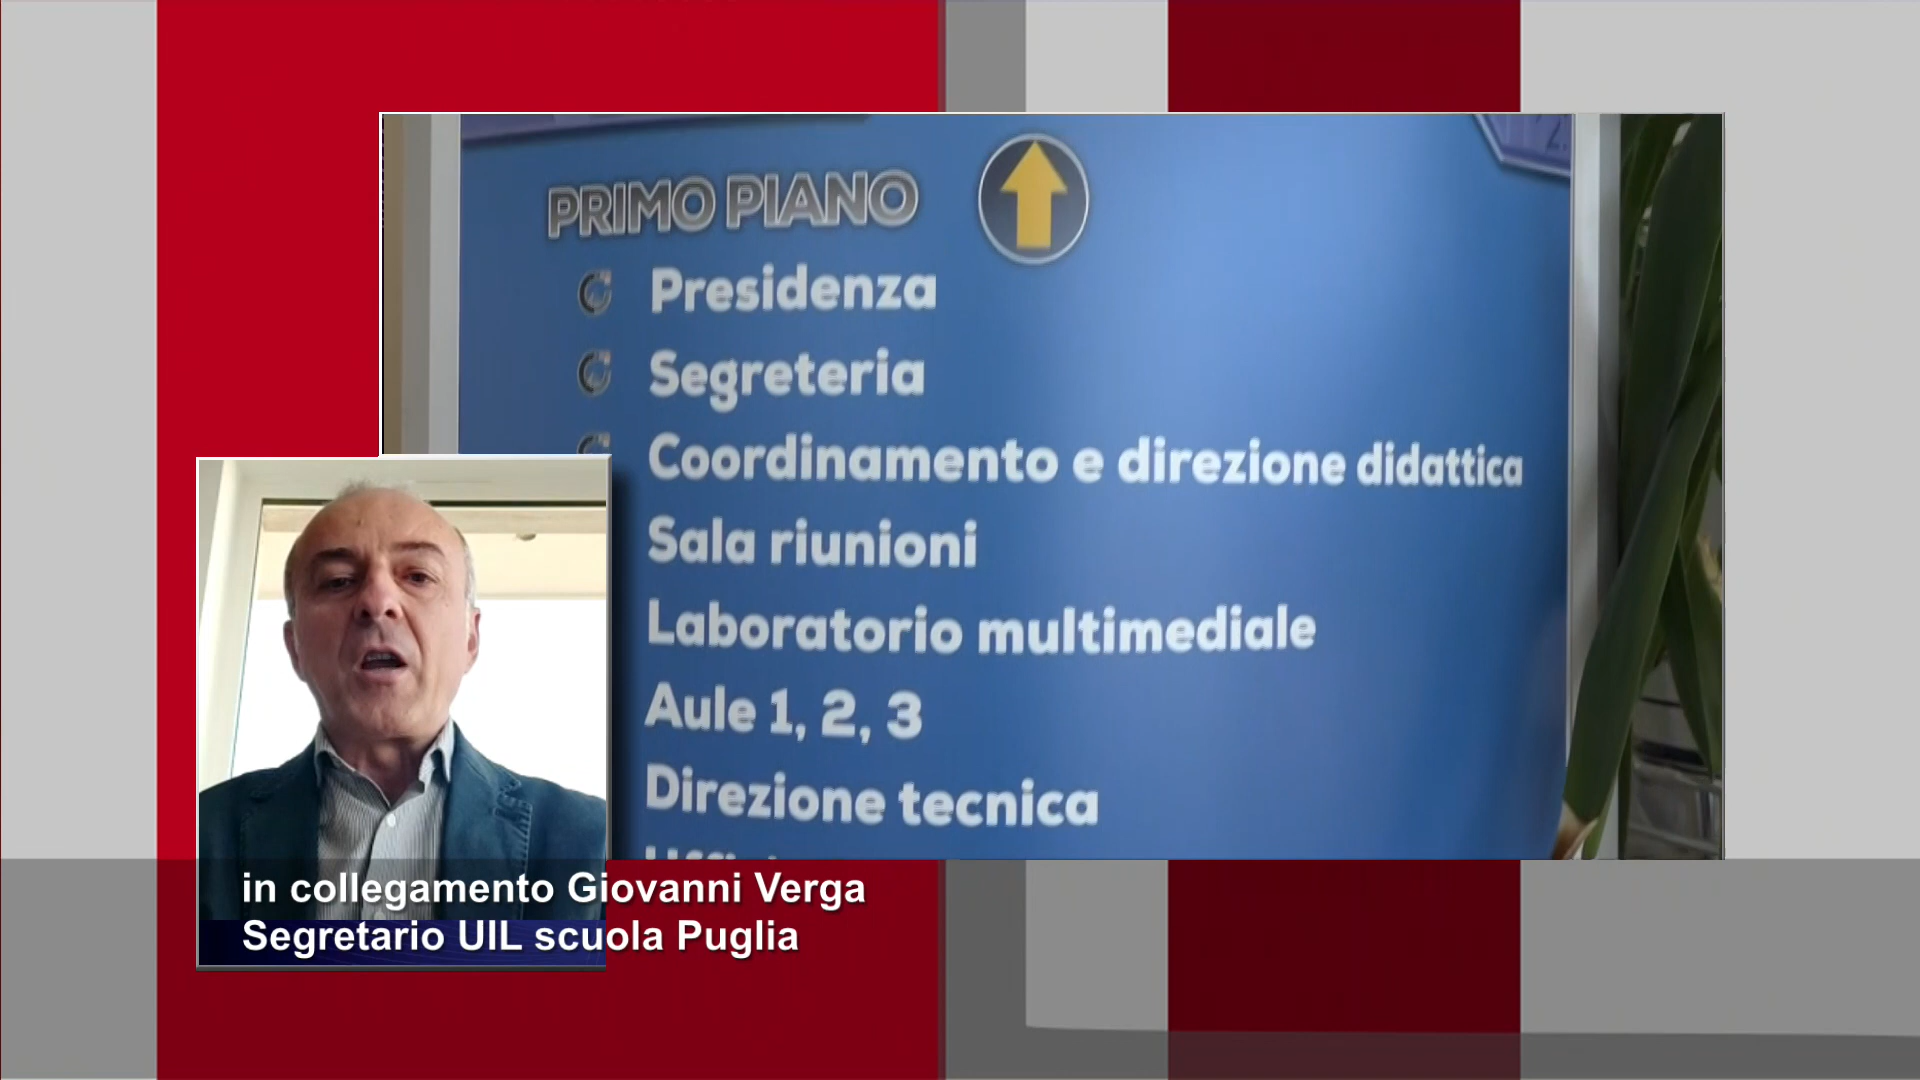 PRIMO PIANO
Presidenza
Segreteria
Coordinamento e direzione didattica
Sala riunioni
Laboratorio multimediale
Aule 1, 2, 3
Direzione tecnica
in collegamento Giovanni Verga
Segretario UIL scuola Puglia